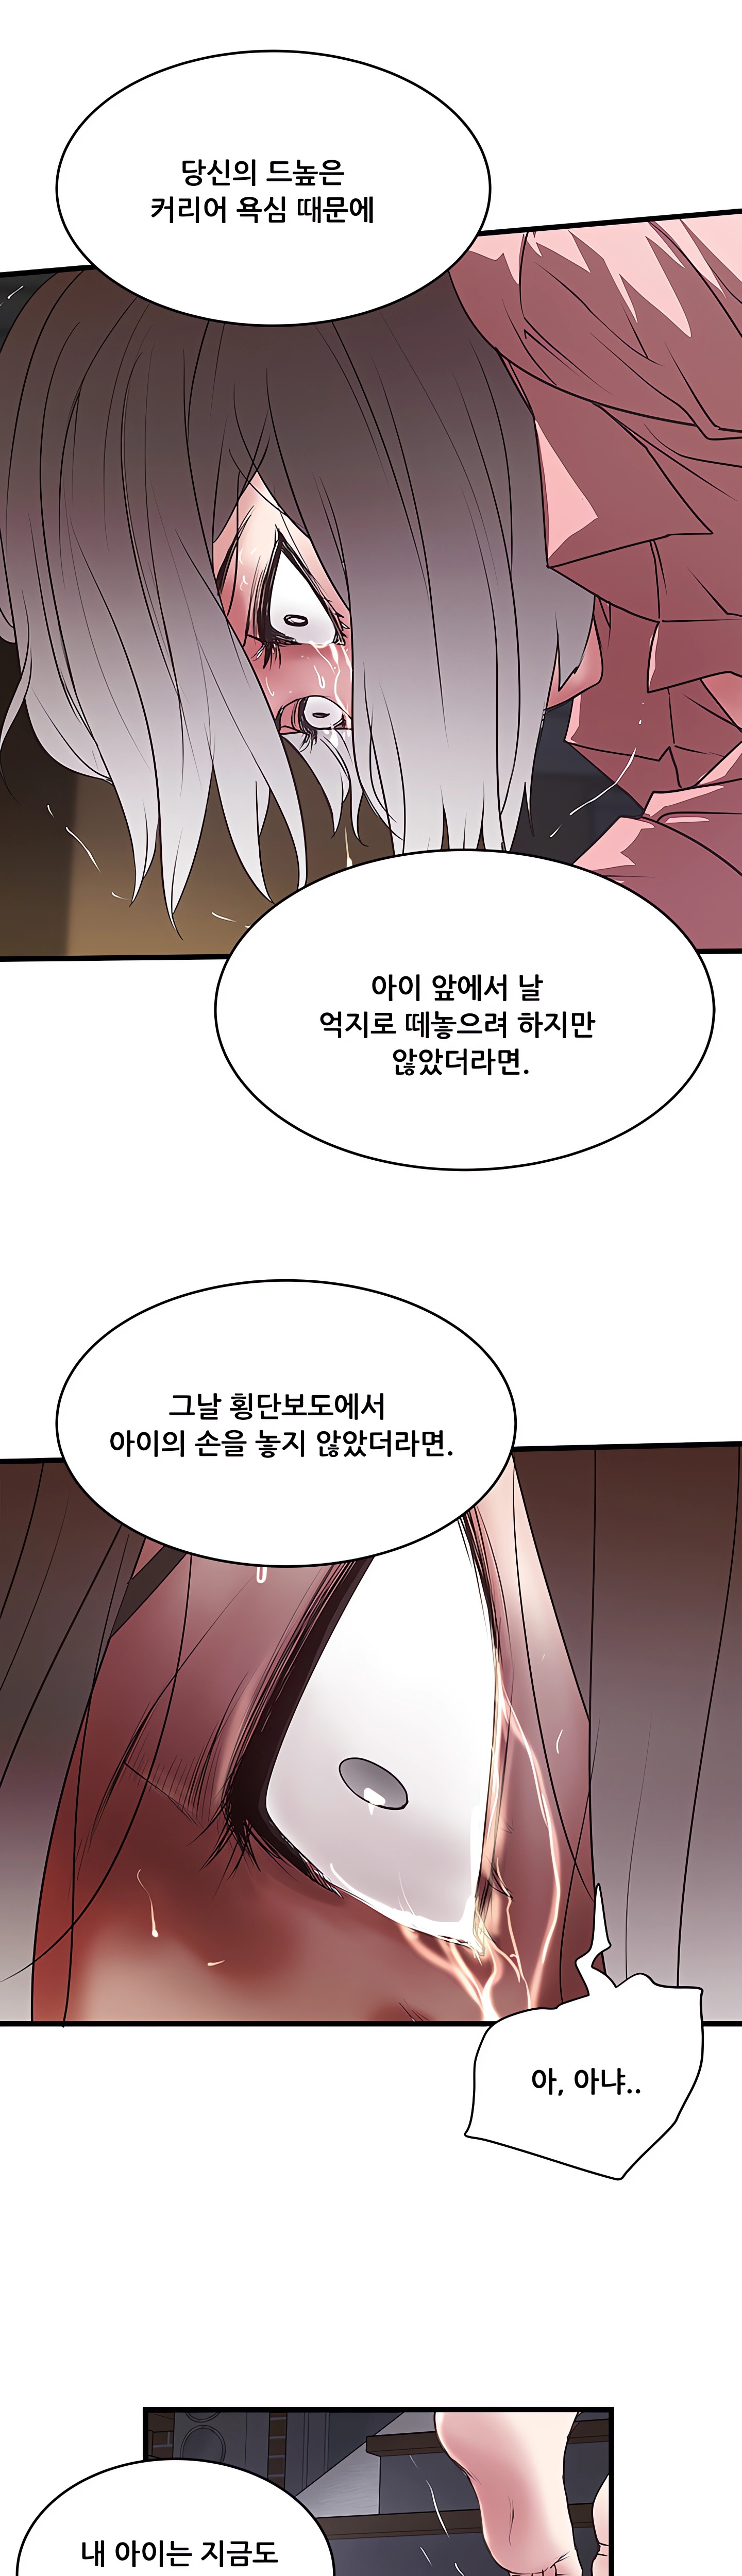 당신의 드높은
커리어 욕심 때문에
아이 앞에서 날
억지로 떼놓으려 하지만
않았더라면.
그날 횡단보도에서
아이의 손을 놓지 않았더라면.
아, 아냐..
내 아이는 지금도